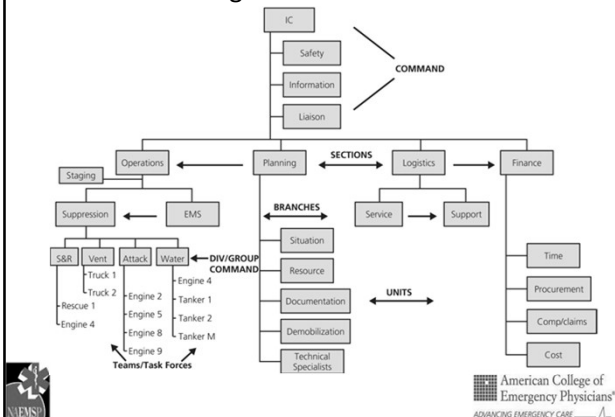 IC
Safety
COMMAND
Information
Liaison
Operations
Planning
SECTIONS
Logistics
Finance
Staging
Suppression
EMS
BRANCHES
Service
Support
S&R
Vent
Attack
Water
DIV/GROUP
COMMAND
Situation
Time
Truck 1
Truck 2
Engine 4
Rescue 1
Engine 4
Engine 2
Engine 5
Engine 8
Engine 9
Tanker 1
Tanker 2
Tanker M
Resource
Documentation
UNITS
Procurement
Demobilization
Comp/claims
Technical
Specialists
Cost
Teams/Task Forces
NAEMSP
American College of
Emergency Physicians®
ADVANCING EMERGENCY CARE